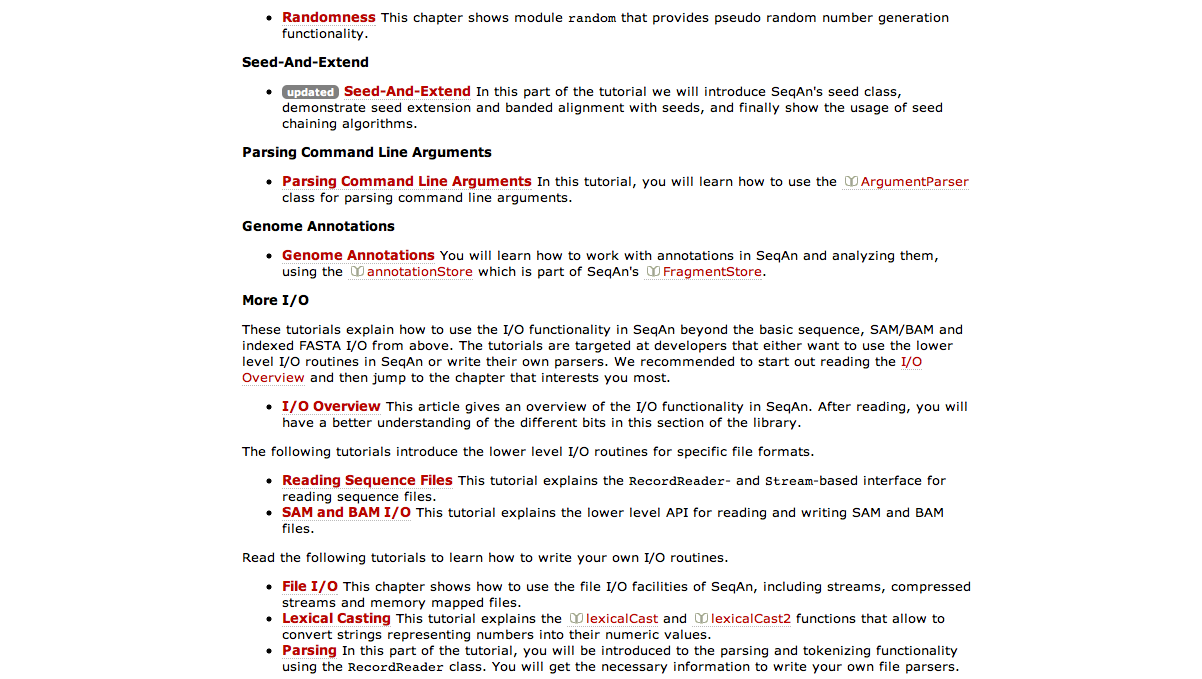 Randomness This chapter shows module random that provides pseudo random number generation
functionality.
Seed-And-Extend
updated Seed-And-Extend In this part of the tutorial we will introduce SeqAn's seed class,
demonstrate seed extension and banded alignment with seeds, and finally show the usage of seed
chaining algorithms.
Parsing Command Line Arguments
Parsing Command Line Arguments In this tutorial, you will learn how to use the ArgumentParser
class for parsing command line arguments.
Genome Annotations
Genome Annotations You will learn how to work with annotations in SeqAn and analyzing them,
using the annotationStore which is part of SeqAn's FragmentStore.
More I/O
These tutorials explain how to use the I/O functionality in SeqAn beyond the basic sequence, SAM/BAM and
indexed FASTA I/O from above. The tutorials are targeted at developers that either want to use the lower
level I/O routines in SeqAn or write their own parsers. We recommended to start out reading the I/O
Overview and then jump to the chapter that interests you most.
I/O Overview This article gives an overview of the I/O functionality in SeqAn. After reading, you will
have a better understanding of the different bits in this section of the library.
The following tutorials introduce the lower level I/O routines for specific file formats.
Reading Sequence Files This tutorial explains the RecordReader- and Stream-based interface for
reading sequence files.
SAM and BAM I/O This tutorial explains the lower level API for reading and writing SAM and BAM
files.
Read the following tutorials to learn how to write your own I/O routines.
File I/O This chapter shows how to use the file I/O facilities of SeqAn, including streams, compressed
streams and memory mapped files.
Lexical Casting This tutorial explains the lexicalCast and lexicalCast2 functions that allow to
convert strings representing numbers into their numeric values.
Parsing In this part of the tutorial, you will be introduced to the parsing and tokenizing functionality
using the RecordReader class. You will get the necessary information to write your own file parsers.